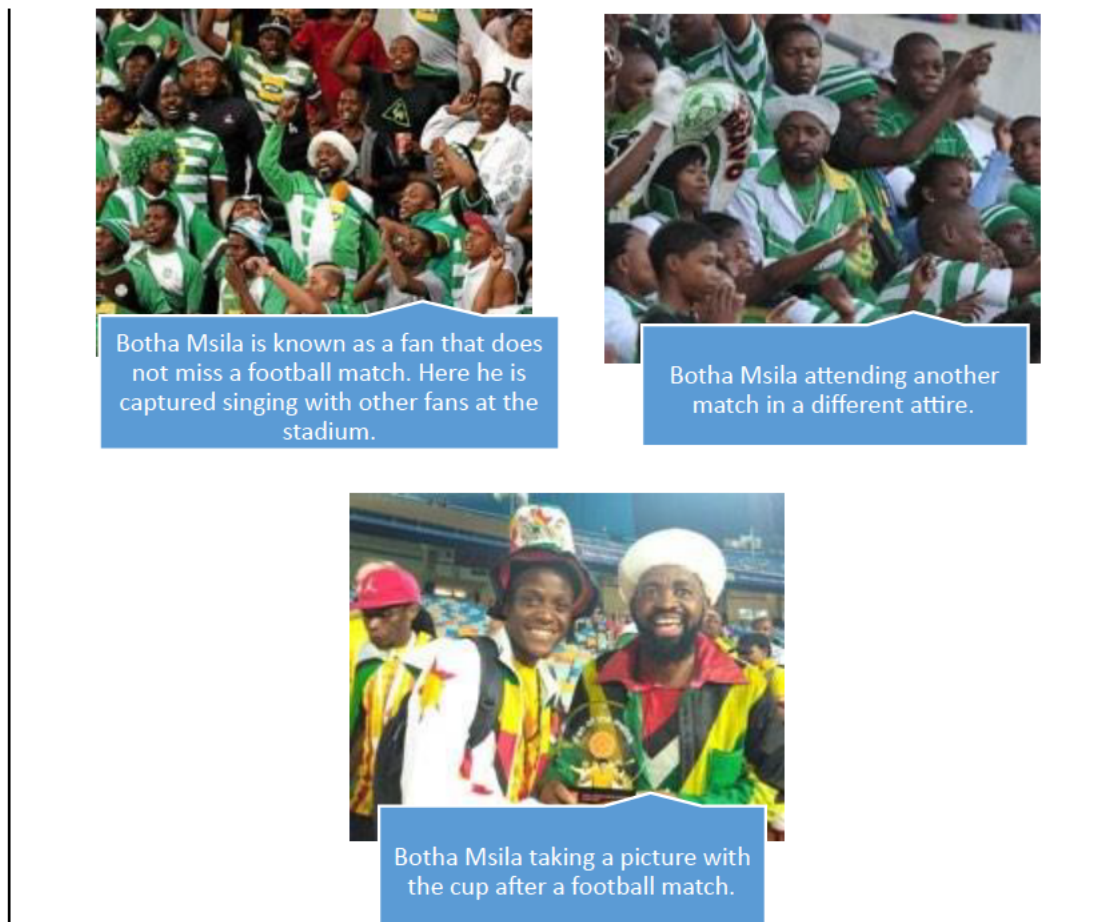 Botha Msila is known as a fan that does
not miss a football match. Here he is
captured singing with other fans at the
stadium.
Botha Msila attending another
match in a different attire.
Botha Msila taking a picture with
the cup after a football match.